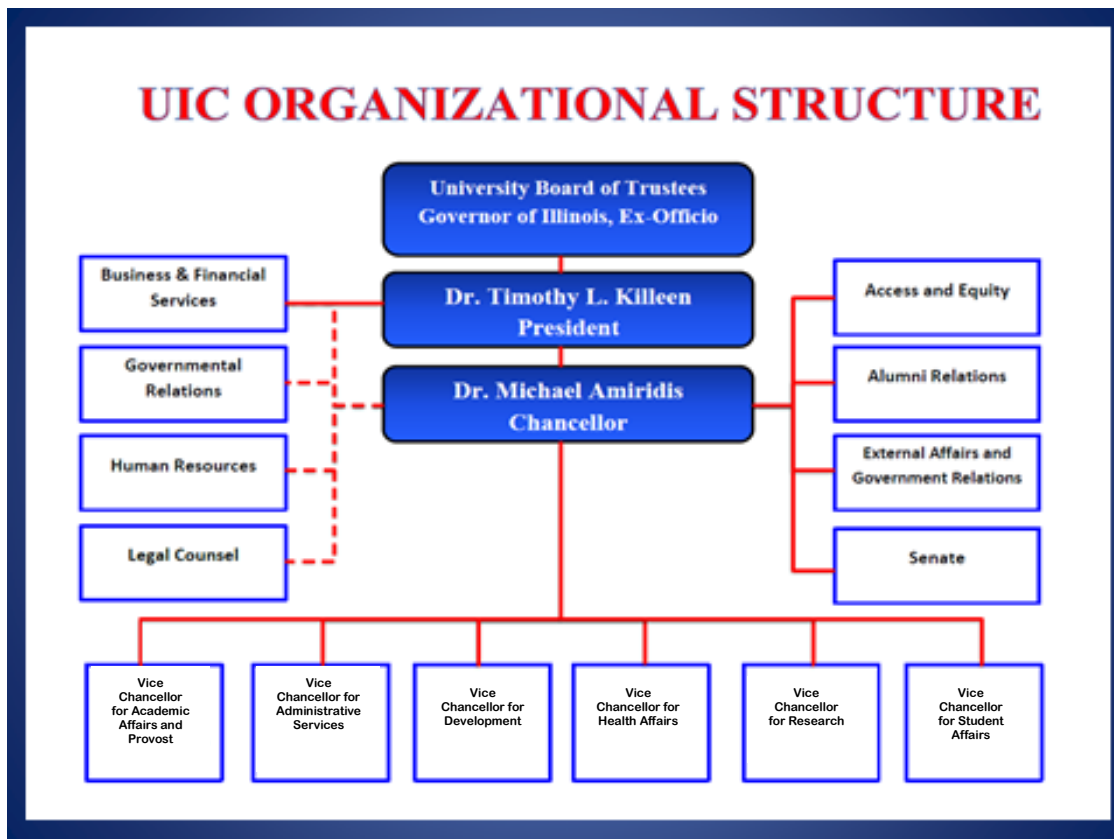 UIC ORGANIZATIONAL STRUCTURE
University Board of Trustees
Governor of Illinois, Ex-Officio
Dr. Timothy L. Killeen
President
Dr. Michael Amiridis
Chancellor
Business & Financial
Services
Governmental
Relations
Human Resources
Legal Counsel
Access and Equity
Alumni Relations
External Affairs and
Government Relations
Senate
Vice
Chancellor
for Academic
Affairs and
Provost
Vice
Chancellor for
Administrative
Services
Vice
Chancellor for
Development
Vice
Chancellor for
Health Affairs
Vice
Chancellor
for Research
Vice
Chancellor
for Student
Affairs